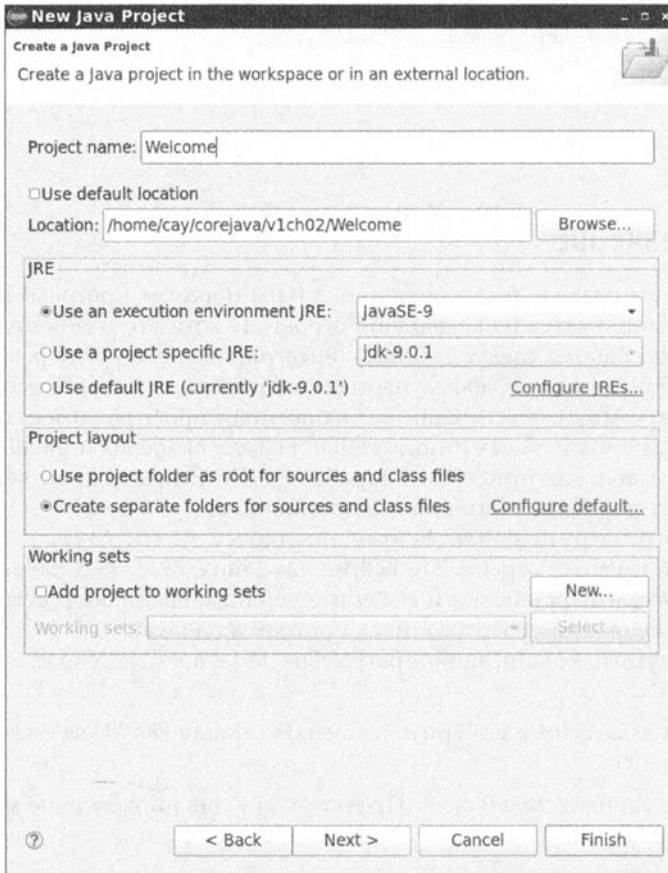 New Java Project
Create a Java Project
Create a Java project in the workspace or in an external location.
Project name: Welcome
Use default location
Location: /home/cay/corejava/v1ch02/Welcome Browse...
JRE
Use an execution environment JRE: JavaSE-9
Use a project specific JRE: jdk-9.0.1
Use default JRE (currently 'jdk-9.0.1') Configure JREs...
Project layout
Use project folder as root for sources and class files
Create separate folders for sources and class files Configure default...
Working sets
Add project to working sets New...
Working sets: Select...
? < Back Next > Cancel Finish